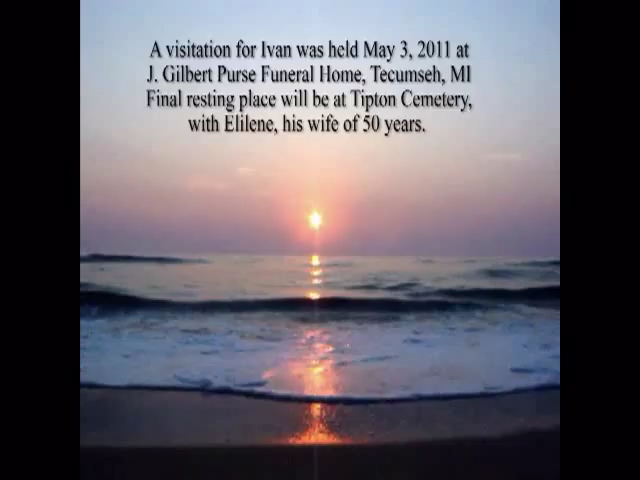 A visitation for Ivan was held May 3, 2011 at
J. Gilbert Purse Funeral Home, Tecumseh, MI
Final resting place will be at Tipton Cemetery,
with Elilene, his wife of 50 years.